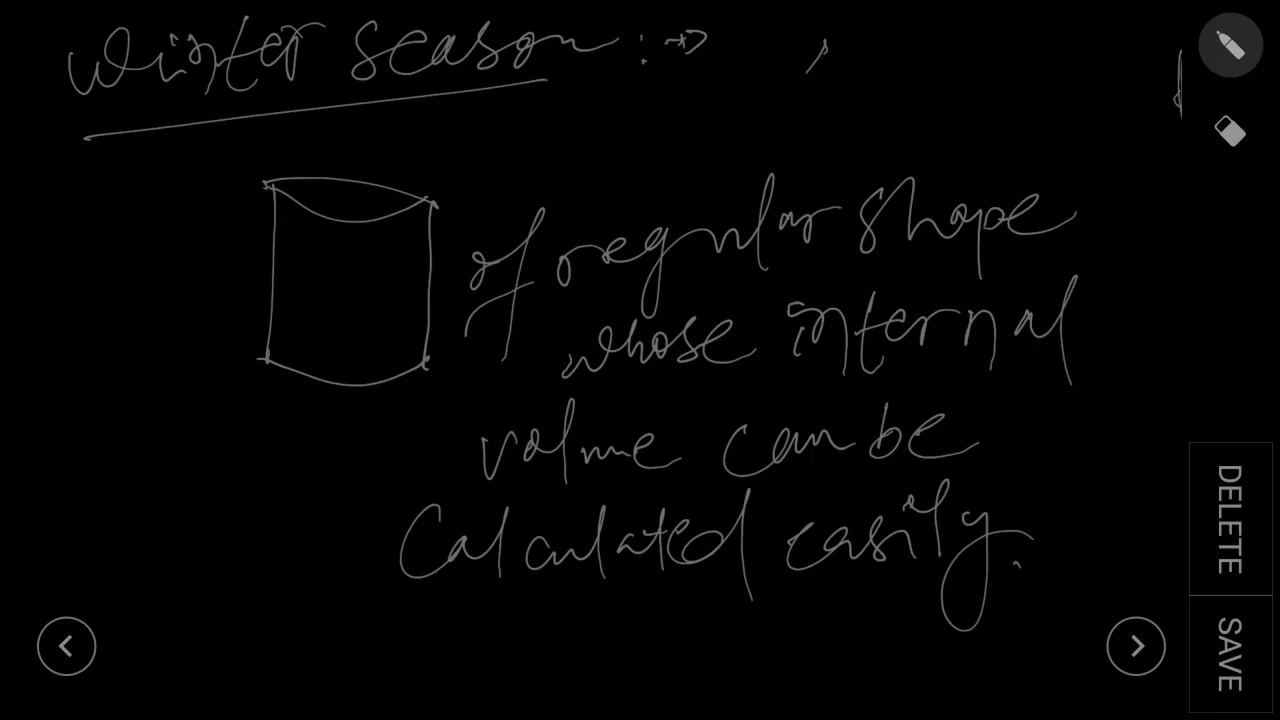 winter season :→ ,
of regular shape
whose internal
volume can be
calculated easily.
DELETE
SAVE